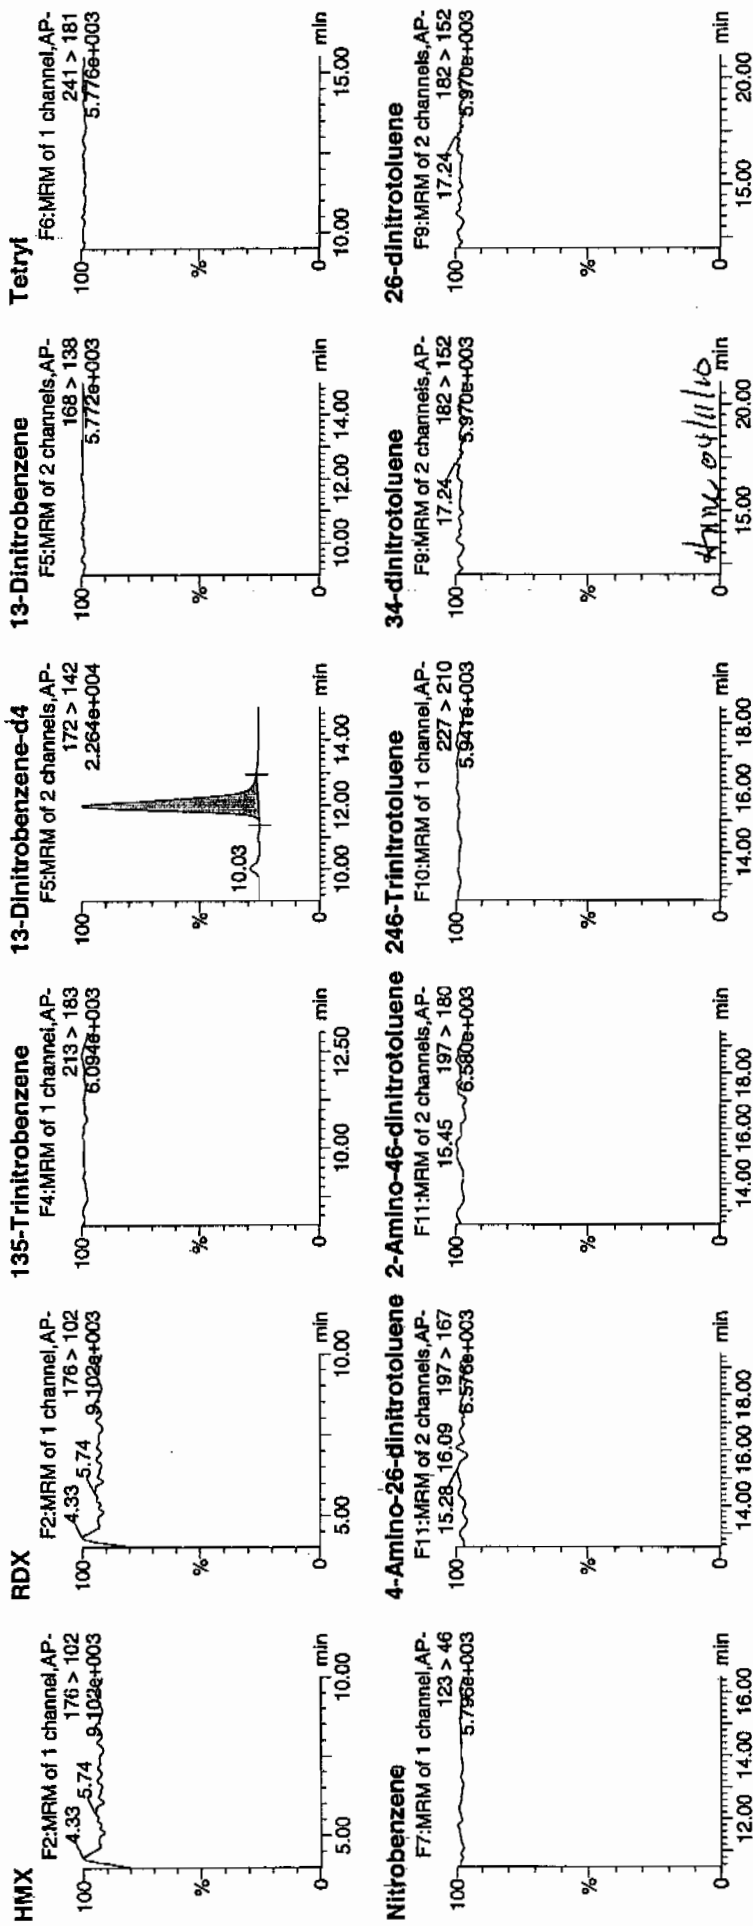 HMX
F2:MRM of 1 channel,AP-
176 > 102
9.102e+003
100
4.33
5.74
%
0
5.00
10.00
min
RDX
F2:MRM of 1 channel,AP-
176 > 102
9.102e+003
100
4.33
5.74
%
0
5.00
10.00
min
135-Trinitrobenzene
F4:MRM of 1 channel,AP-
213 > 183
6.094e+003
100
%
0
10.00
12.50
min
13-Dinitrobenzene-d4
F5:MRM of 2 channels,AP-
172 > 142
2.264e+004
100
10.03
%
0
10.00
12.00
14.00
min
13-Dinitrobenzene
F5:MRM of 2 channels,AP-
168 > 138
5.772e+003
100
%
0
10.00
12.00
14.00
min
Tetryl
F6:MRM of 1 channel,AP-
241 > 181
5.776e+003
100
%
0
10.00
15.00
min
Nitrobenzene
F7:MRM of 1 channel,AP-
123 > 46
5.796e+003
100
%
0
12.00
14.00
16.00
min
4-Amino-26-dinitrotoluene
F11:MRM of 2 channels,AP-
197 > 167
6.576e+003
100
15.28
16.09
%
0
14.00
16.00
18.00
min
2-Amino-46-dinitrotoluene
F11:MRM of 2 channels,AP-
197 > 180
6.580e+003
100
15.45
%
0
14.00
16.00
18.00
min
246-Trinitrotoluene
F10:MRM of 1 channel,AP-
227 > 210
5.941e+003
100
%
0
14.00
16.00
18.00
min
34-dinitrotoluene
F9:MRM of 2 channels,AP-
182 > 152
5.970e+003
100
17.24
%
0
15.00
20.00
min
04/11/10
26-dinitrotoluene
F9:MRM of 2 channels,AP-
182 > 152
5.970e+003
100
17.24
%
0
15.00
20.00
min